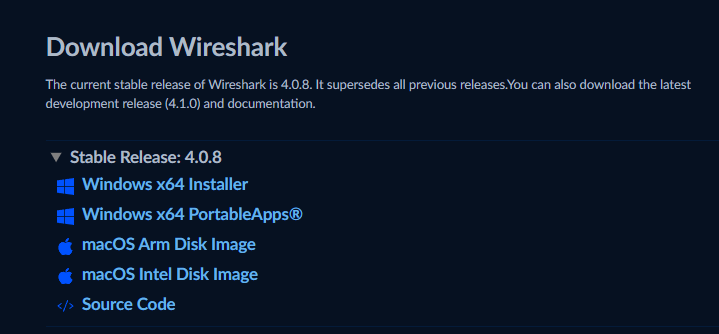 Download Wireshark
The current stable release of Wireshark is 4.0.8. It supersedes all previous releases.You can also download the latest
development release (4.1.0) and documentation.
Stable Release: 4.0.8
Windows x64 Installer
Windows x64 PortableApps®
macOS Arm Disk Image
macOS Intel Disk Image
Source Code